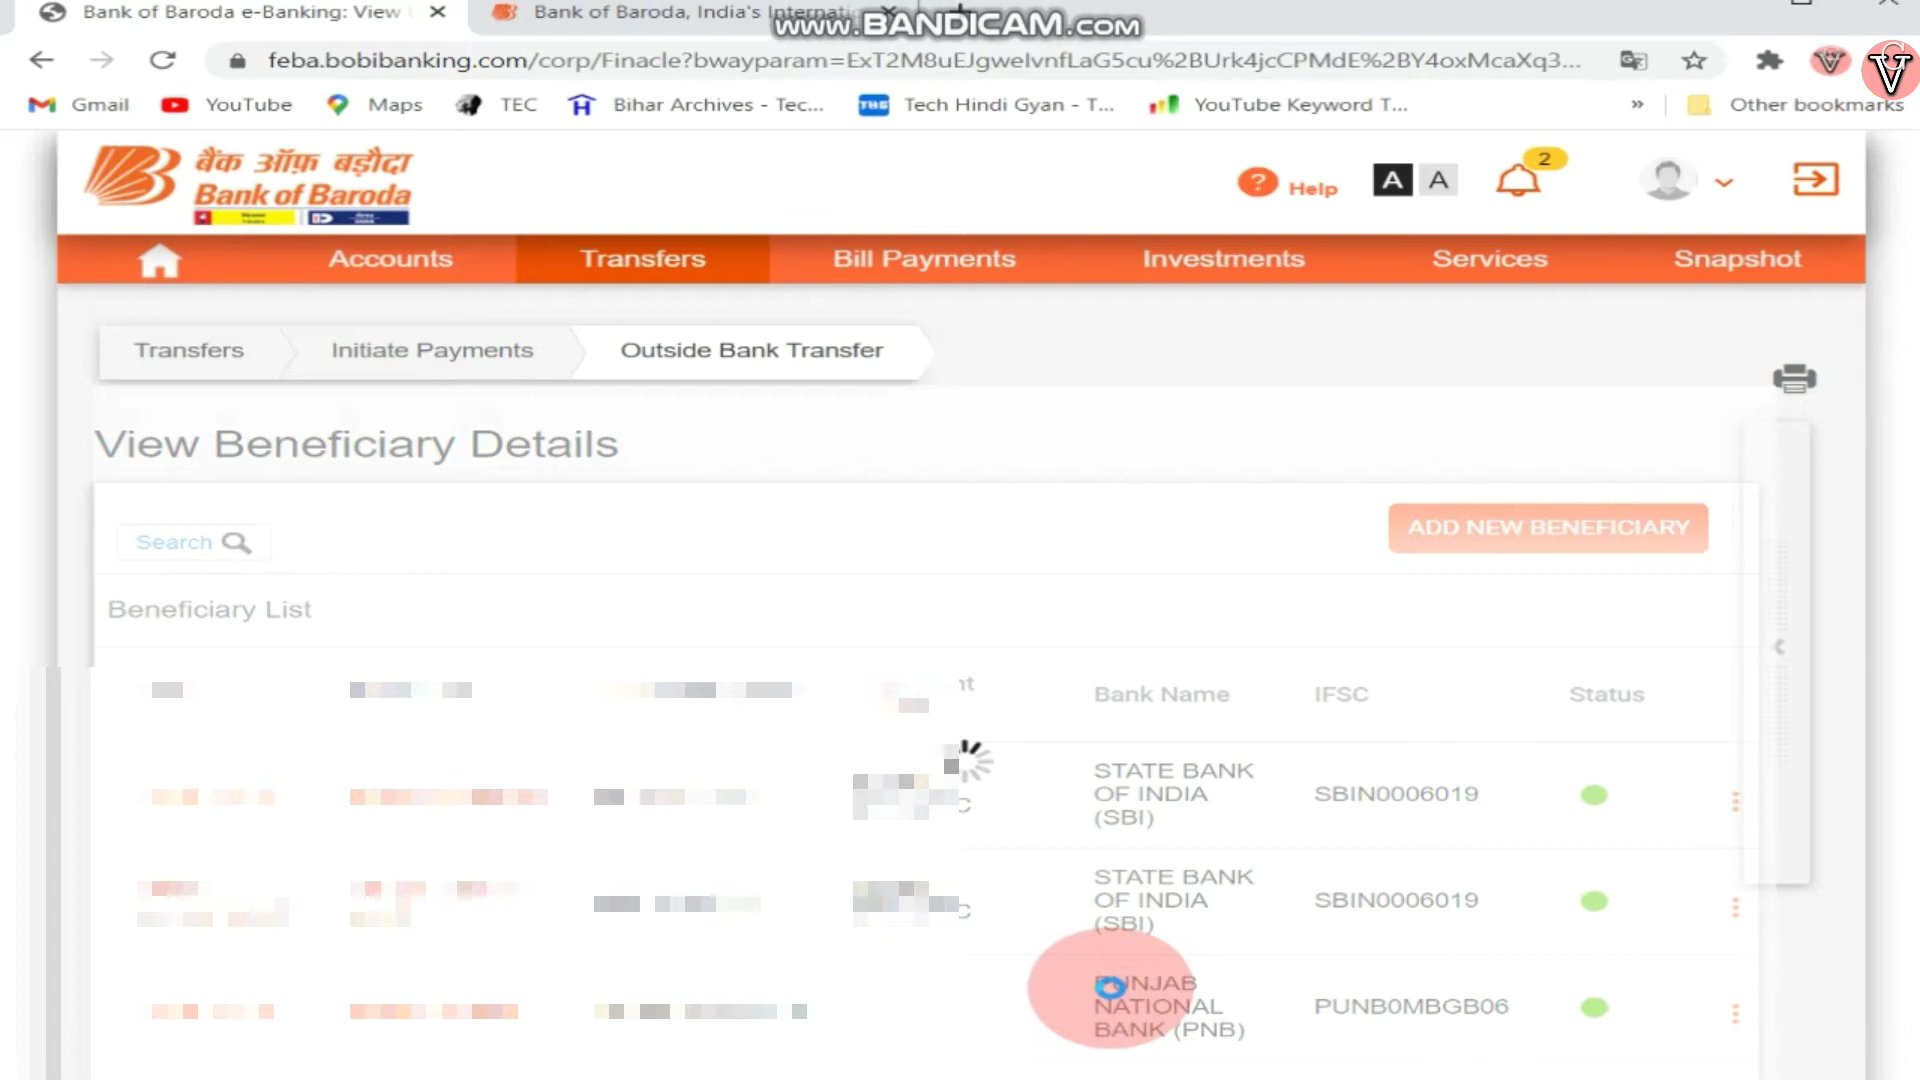 Bank of Baroda e-Banking: View
Bank of Baroda, India's Internati
www.BANDICAM.com
feba.bobibanking.com/corp/Finacle?bwayparam=ExT2M8uEJgwelvnfLaG5cu%2BUrk4jcCPMdE%2BY4oxMcaXq3...
Gmail YouTube Maps TEC Bihar Archives - Tec... Tech Hindi Gyan - T... YouTube Keyword T... » Other bookmarks
बैंक ऑफ़ बड़ौदा
Bank of Baroda
? Help A A 2
Accounts Transfers Bill Payments Investments Services Snapshot
Transfers Initiate Payments Outside Bank Transfer
View Beneficiary Details
Search ADD NEW BENEFICIARY
Beneficiary List
nt Bank Name IFSC Status
STATE BANK
OF INDIA
(SBI)
SBIN0006019
STATE BANK
OF INDIA
(SBI)
SBIN0006019
PUNJAB
NATIONAL
BANK (PNB)
PUNB0MBGB06